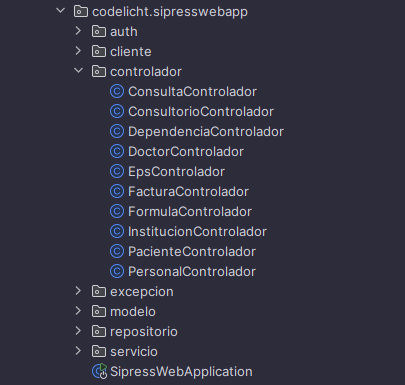 codelicht.sipresswebapp
auth
cliente
controlador
ConsultaControlador
ConsultorioControlador
DependenciaControlador
DoctorControlador
EpsControlador
FacturaControlador
FormulaControlador
InstitucionControlador
PacienteControlador
PersonalControlador
excepcion
modelo
repositorio
servicio
SipressWebApplication